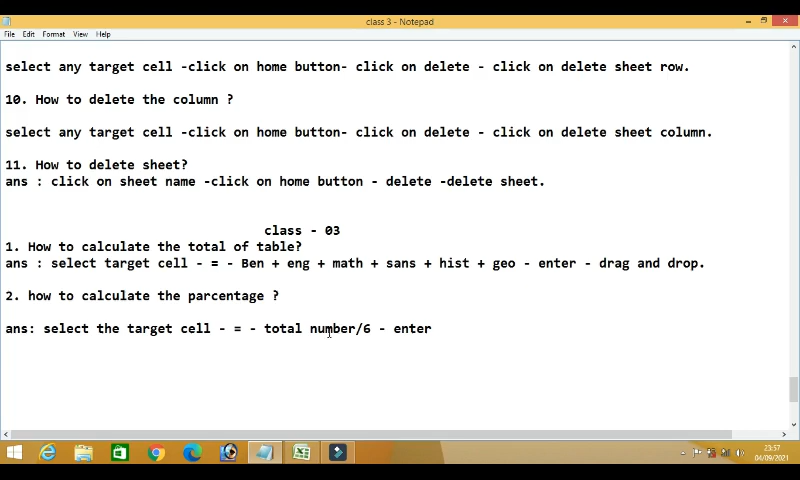 class 3 - Notepad
File Edit Format View Help
select any target cell -click on home button- click on delete - click on delete sheet row.
10. How to delete the column ?
select any target cell -click on home button- click on delete - click on delete sheet column.
11. How to delete sheet?
ans : click on sheet name -click on home button - delete -delete sheet.
class - 03
1. How to calculate the total of table?
ans : select target cell - = - Ben + eng + math + sans + hist + geo - enter - drag and drop.
2. how to calculate the parcentage ?
ans: select the target cell - = - total number/6 - enter
23:57
04/09/2021